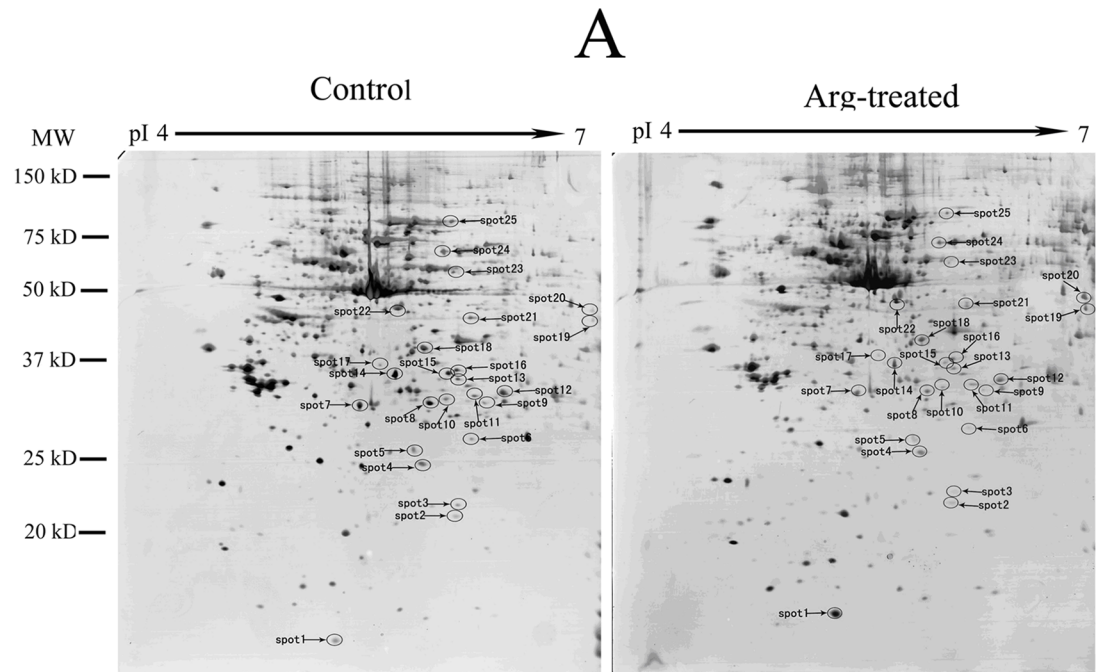 A
Control
Arg-treated
MW
pI 4
7
pI 4
7
150 kD
75 kD
50 kD
37 kD
25 kD
20 kD
spot25
spot24
spot23
spot20
spot22
spot21
spot19
spot18
spot17
spot15
spot16
spot14
spot13
spot12
spot7
spot8
spot10
spot11
spot9
spot6
spot5
spot4
spot3
spot2
spot1
spot25
spot24
spot23
spot20
spot21
spot19
spot22
spot18
spot16
spot17
spot15
spot13
spot14
spot12
spot7
spot8
spot10
spot11
spot9
spot6
spot5
spot4
spot3
spot2
spot1